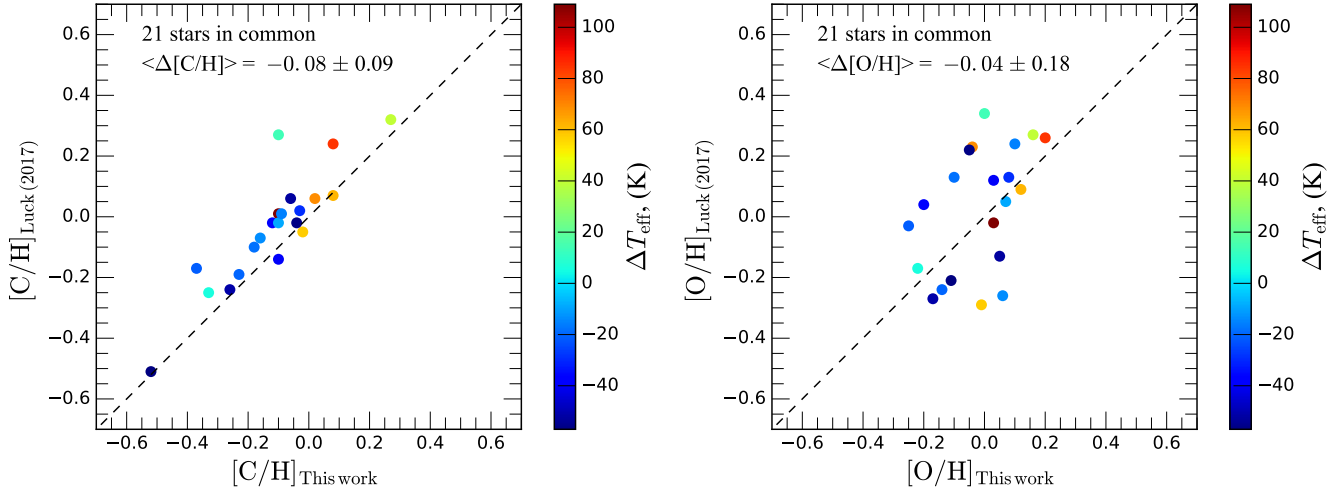 21 stars in common
<Δ[C/H]> = −0.08 ± 0.09
0.6
0.4
0.2
0.0
−0.2
−0.4
−0.6
−0.6 −0.4 −0.2 0.0 0.2 0.4 0.6
[C/H]This work
[C/H]Luck (2017)
100
80
60
40
20
0
−20
−40
ΔTeff, (K)
21 stars in common
<Δ[O/H]> = −0.04 ± 0.18
0.6
0.4
0.2
0.0
−0.2
−0.4
−0.6
−0.6 −0.4 −0.2 0.0 0.2 0.4 0.6
[O/H]This work
[O/H]Luck (2017)
100
80
60
40
20
0
−20
−40
ΔTeff, (K)